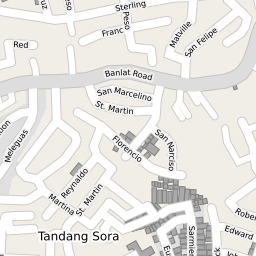 Sterling
Peso
Franc
Matville
Red
San Felipe
Banlat Road
San Marcelino
St. Martin
Florencio
San Narciso
Meleguas
Reynaldo
St. Martin
Martina
Tandang Sora
Edward